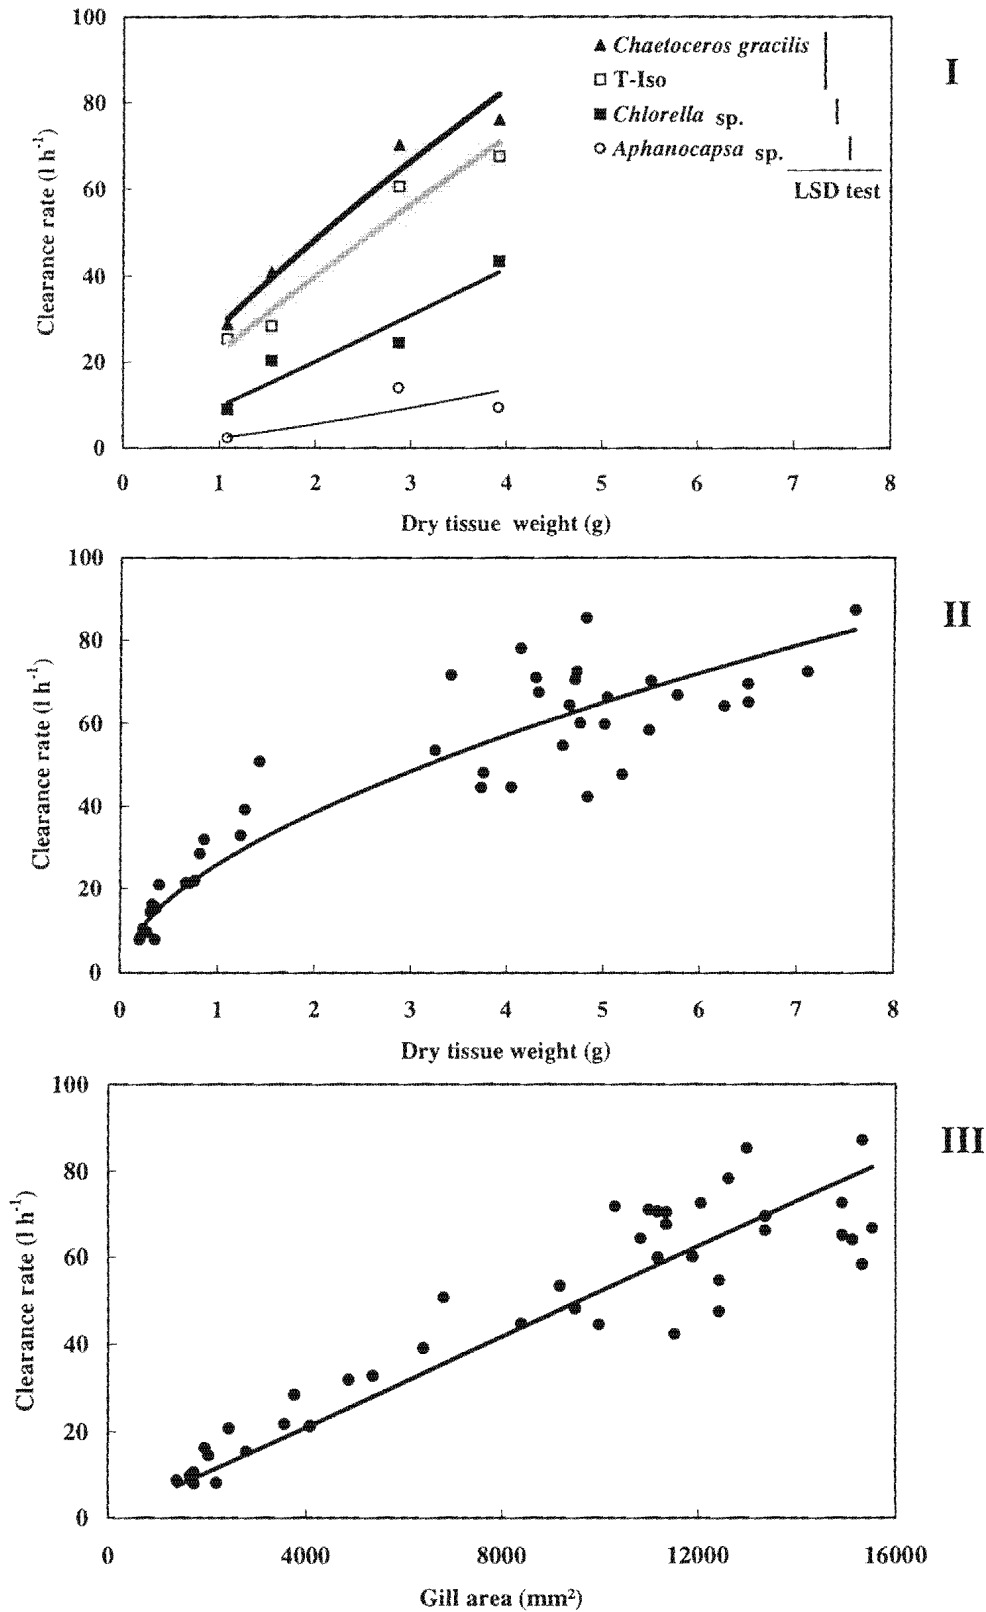 100
80
60
40
20
0
Clearance rate (l h⁻¹)
Chaetoceros gracilis
T-Iso
Chlorella sp.
Aphanocapsa sp.
LSD test
I
0 1 2 3 4 5 6 7 8
Dry tissue weight (g)
100
80
60
40
20
0
Clearance rate (l h⁻¹)
II
0 1 2 3 4 5 6 7 8
Dry tissue weight (g)
100
80
60
40
20
0
Clearance rate (l h⁻¹)
III
0 4000 8000 12000 16000
Gill area (mm²)